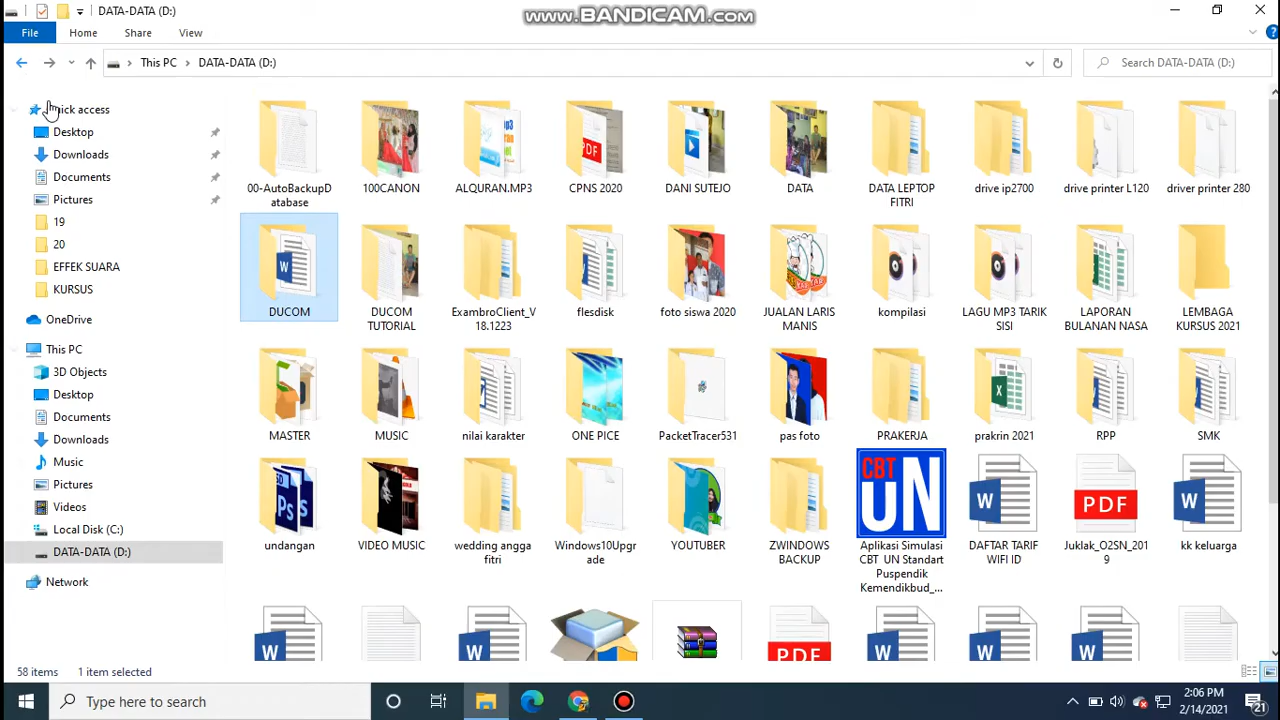 DATA-DATA (D:)
www.BANDICAM.com
File
Home
Share
View
This PC
DATA-DATA (D:)
Search DATA-DATA (D:)
Quick access
Desktop
Downloads
Documents
Pictures
19
20
EFFEK SUARA
KURSUS
OneDrive
This PC
3D Objects
Desktop
Documents
Downloads
Music
Pictures
Videos
Local Disk (C:)
DATA-DATA (D:)
Network
00-AutoBackupD
atabase
100CANON
ALQURAN.MP3
CPNS 2020
DANI SUTEJO
DATA
DATA LEPTOP
FITRI
drive ip2700
drive printer L120
driver printer 280
DUCOM
DUCOM
TUTORIAL
ExambroClient_V
18.1223
flesdisk
foto siswa 2020
JUALAN LARIS
MANIS
kompilasi
LAGU MP3 TARIK
SISI
LAPORAN
BULANAN NASA
LEMBAGA
KURSUS 2021
MASTER
MUSIC
nilai karakter
ONE PICE
PacketTracer531
pas foto
PRAKERJA
prakrin 2021
RPP
SMK
undangan
VIDEO MUSIC
wedding angga
fitri
Windows10Upgr
ade
YOUTUBER
ZWINDOWS
BACKUP
CBT
UN
Aplikasi Simulasi
CBT UN Standart
Puspendik
Kemendikbud_...
DAFTAR TARIF
WIFI ID
PDF
Juklak_O2SN_201
9
kk keluarga
PDF
58 items
1 item selected
Type here to search
2:06 PM
2/14/2021
21